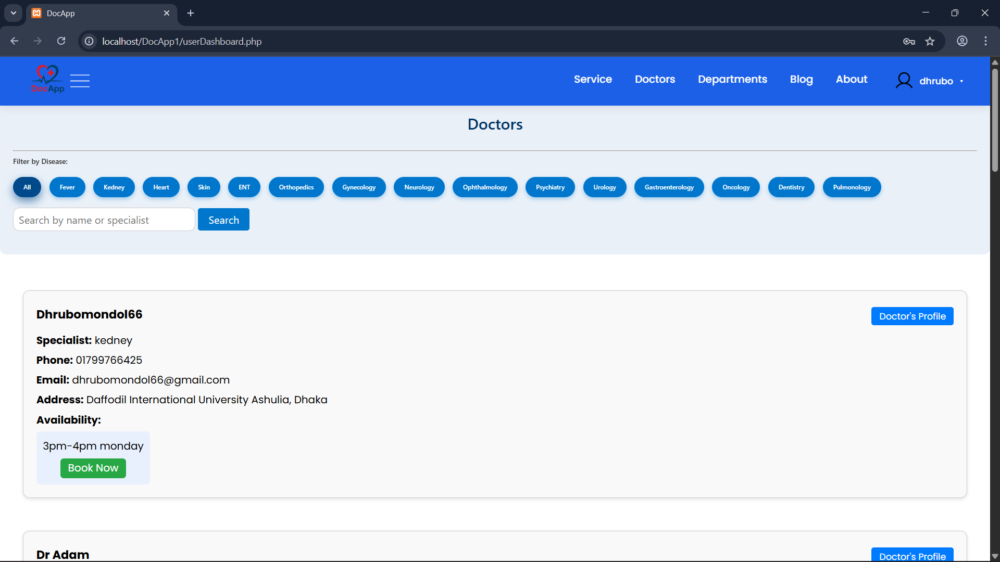 DocApp
localhost/DocApp1/userDashboard.php
DocApp
Service Doctors Departments Blog About dhrubo
Doctors
Filter by Disease:
All Fever Kedney Heart Skin ENT Orthopedics Gynecology Neurology Ophthalmology Psychiatry Urology Gastroenterology Oncology Dentistry Pulmonology
Search by name or specialist Search
Dhrubomondol66 Doctor's Profile
Specialist: kedney
Phone: 01799766425
Email: dhrubomondol66@gmail.com
Address: Daffodil International University Ashulia, Dhaka
Availability:
3pm-4pm monday
Book Now
Dr Adam Doctor's Profile